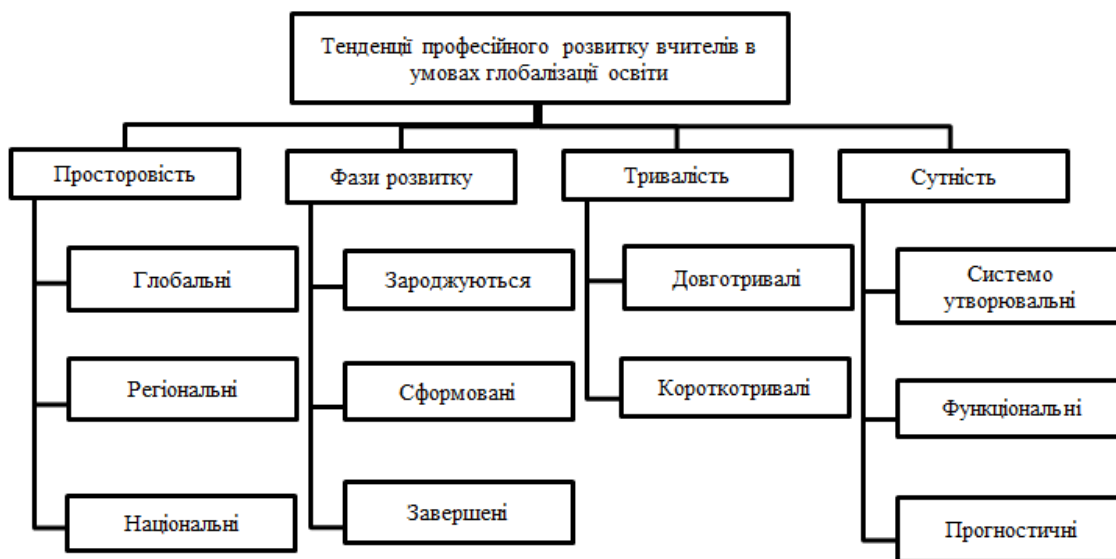 Тенденції професійного розвитку вчителів в
умовах глобалізації освіти
Просторовість
Глобальні
Регіональні
Національні
Фази розвитку
Зароджуються
Сформовані
Завершені
Тривалість
Довготривалі
Короткотривалі
Сутність
Системо
утворювальні
Функціональні
Прогностичні